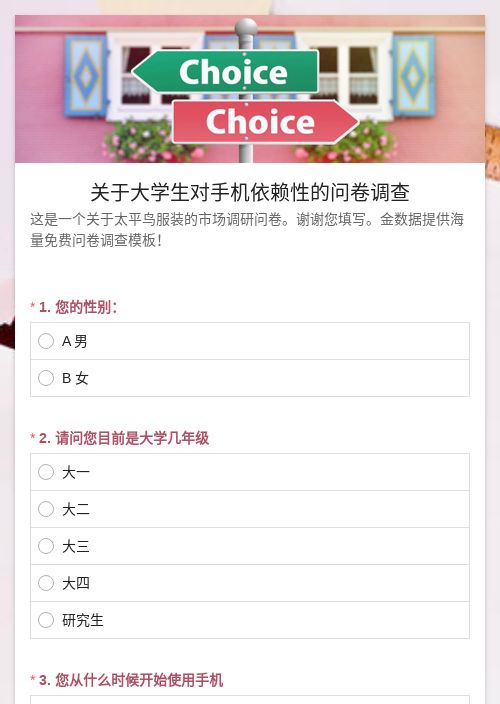 Choice
Choice
关于大学生对手机依赖性的问卷调查
这是一个关于太平鸟服装的市场调研问卷。谢谢您填写。金数据提供海
量免费问卷调查模板！
* 1. 您的性别：
A 男
B 女
* 2. 请问您目前是大学几年级
大一
大二
大三
大四
研究生
* 3. 您从什么时候开始使用手机